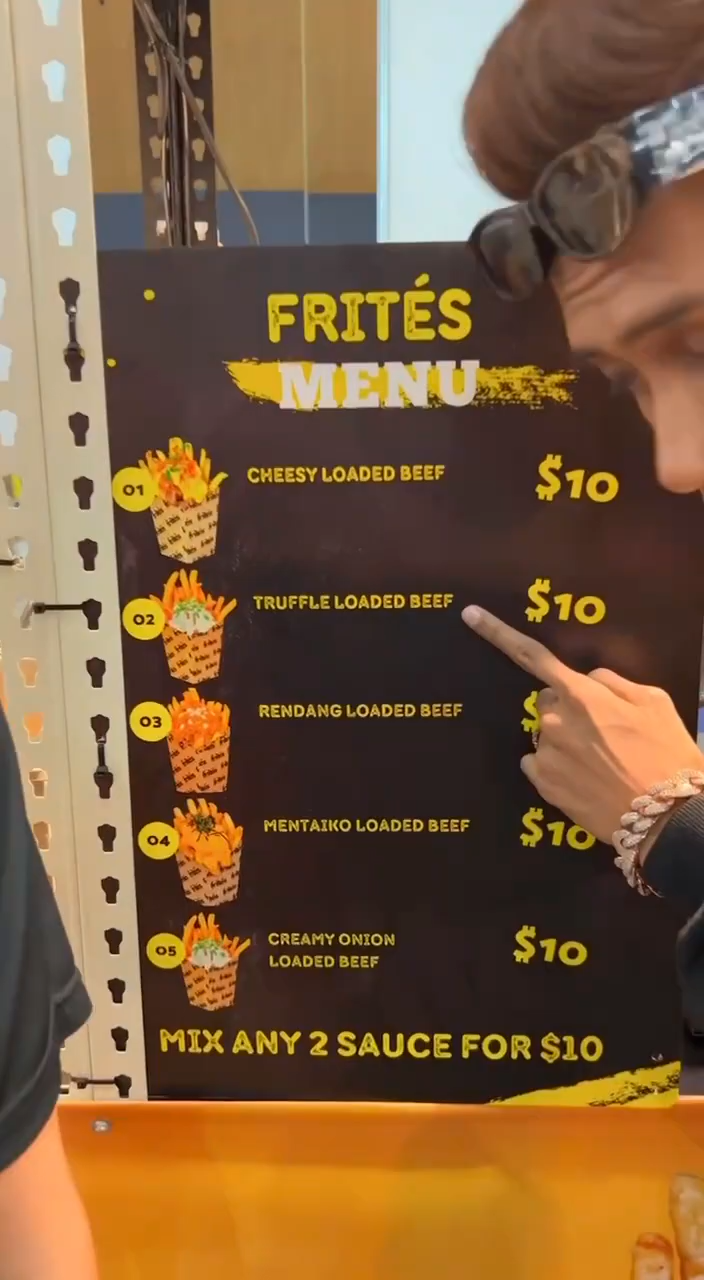 FRITÉS
MENU
01 CHEESY LOADED BEEF $10
02 TRUFFLE LOADED BEEF $10
03 RENDANG LOADED BEEF $
04 MENTAIKO LOADED BEEF $10
05 CREAMY ONION
LOADED BEEF $10
MIX ANY 2 SAUCE FOR $10